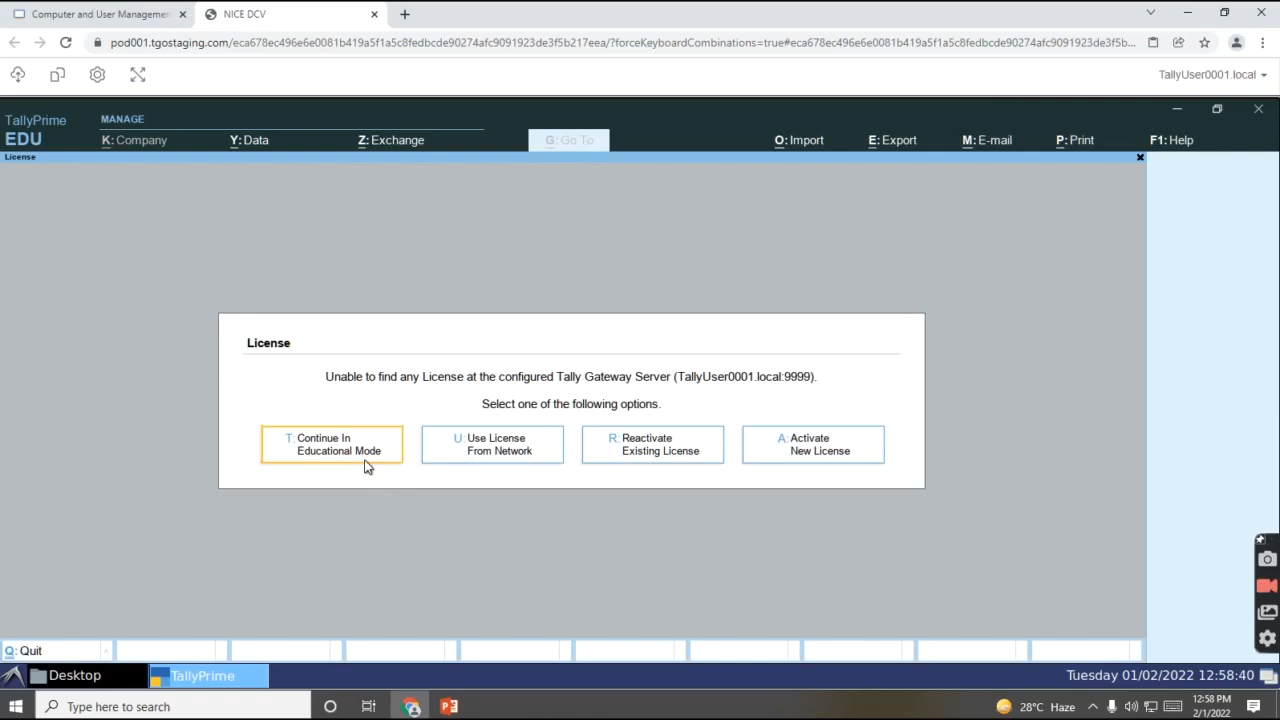 Computer and User Managemen
NICE DCV
pod001.tgostaging.com/eca678ec496e6e0081b419a5f1a5c8fedbcde90274afc9091923de3f5b217eea/?forceKeyboardCombinations=true#eca678ec496e6e0081b419a5f1a5c8fedbcde90274afc9091923de3f5b...
TallyUser0001.local
TallyPrime
MANAGE
EDU
K: Company
Y: Data
Z: Exchange
G: Go To
O: Import
E: Export
M: E-mail
P: Print
F1: Help
License
License
Unable to find any License at the configured Tally Gateway Server (TallyUser0001.local:9999).
Select one of the following options.
T: Continue In
Educational Mode
U: Use License
From Network
R: Reactivate
Existing License
A: Activate
New License
Q: Quit
Desktop
TallyPrime
Tuesday 01/02/2022 12:58:40
Type here to search
28°C Haze
12:58 PM
2/1/2022